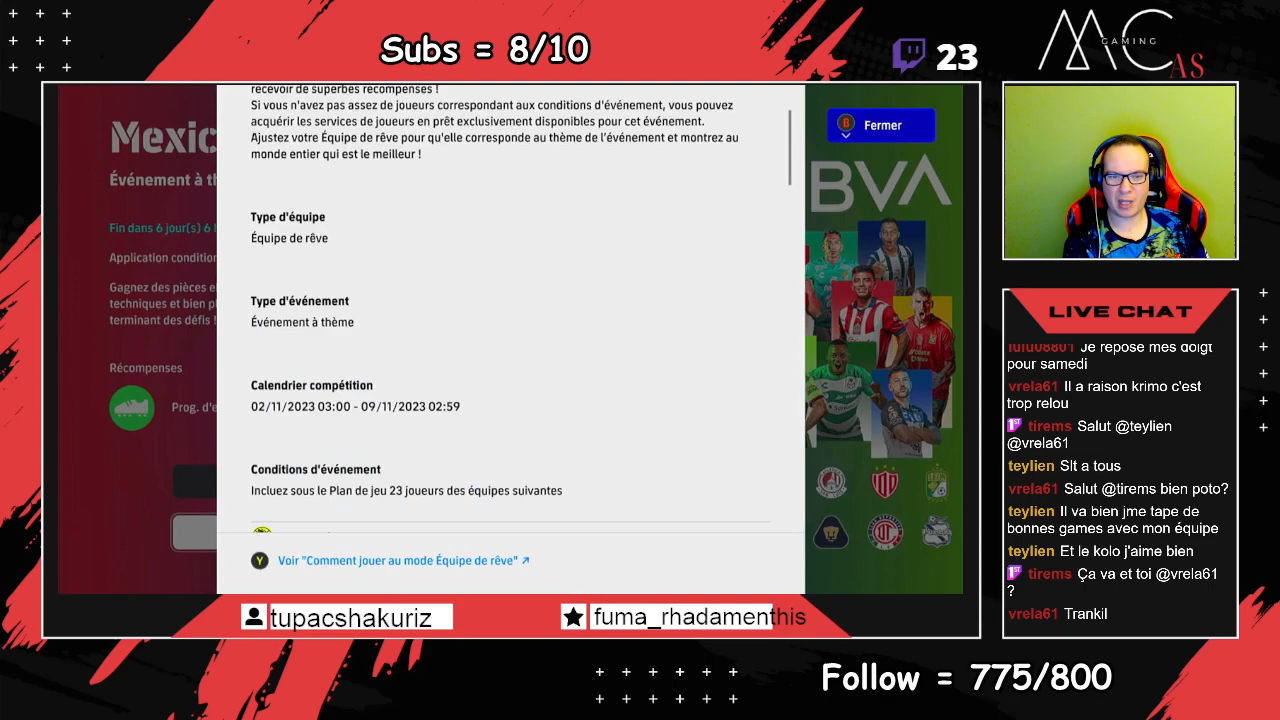 Subs = 8/10
23
MC
GAMING
AS
Mexic
Événement à th
Fin dans 6 jour(s) 6 l
Application condition
Gagnez des pièces e
techniques et bien pl
terminant des défis !
Récompenses
Prog. d'e
recevoir de superbes récompenses !
Si vous n'avez pas assez de joueurs correspondant aux conditions d'événement, vous pouvez
acquérir les services de joueurs en prêt exclusivement disponibles pour cet événement.
Ajustez votre Équipe de rêve pour qu'elle corresponde au thème de l'événement et montrez au
monde entier qui est le meilleur !
Type d'équipe
Équipe de rêve
Type d'événement
Événement à thème
Calendrier compétition
02/11/2023 03:00 - 09/11/2023 02:59
Conditions d'événement
Incluez sous le Plan de jeu 23 joueurs des équipes suivantes
Y Voir "Comment jouer au mode Équipe de rêve"
B Fermer
BBVA
LIVE CHAT
lulu08801 Je repose mes doigt
pour samedi
vrela61 Il a raison krimo c'est
trop relou
1ST tirems Salut @teylien
@vrela61
teylien Slt a tous
vrela61 Salut @tirems bien poto?
teylien Il va bien jme tape de
bonnes games avec mon équipe
teylien Et le kolo j'aime bien
1ST tirems Ça va et toi @vrela61
?
vrela61 Trankil
tupacshakuriz
fuma_rhadamenthis
Follow = 775/800